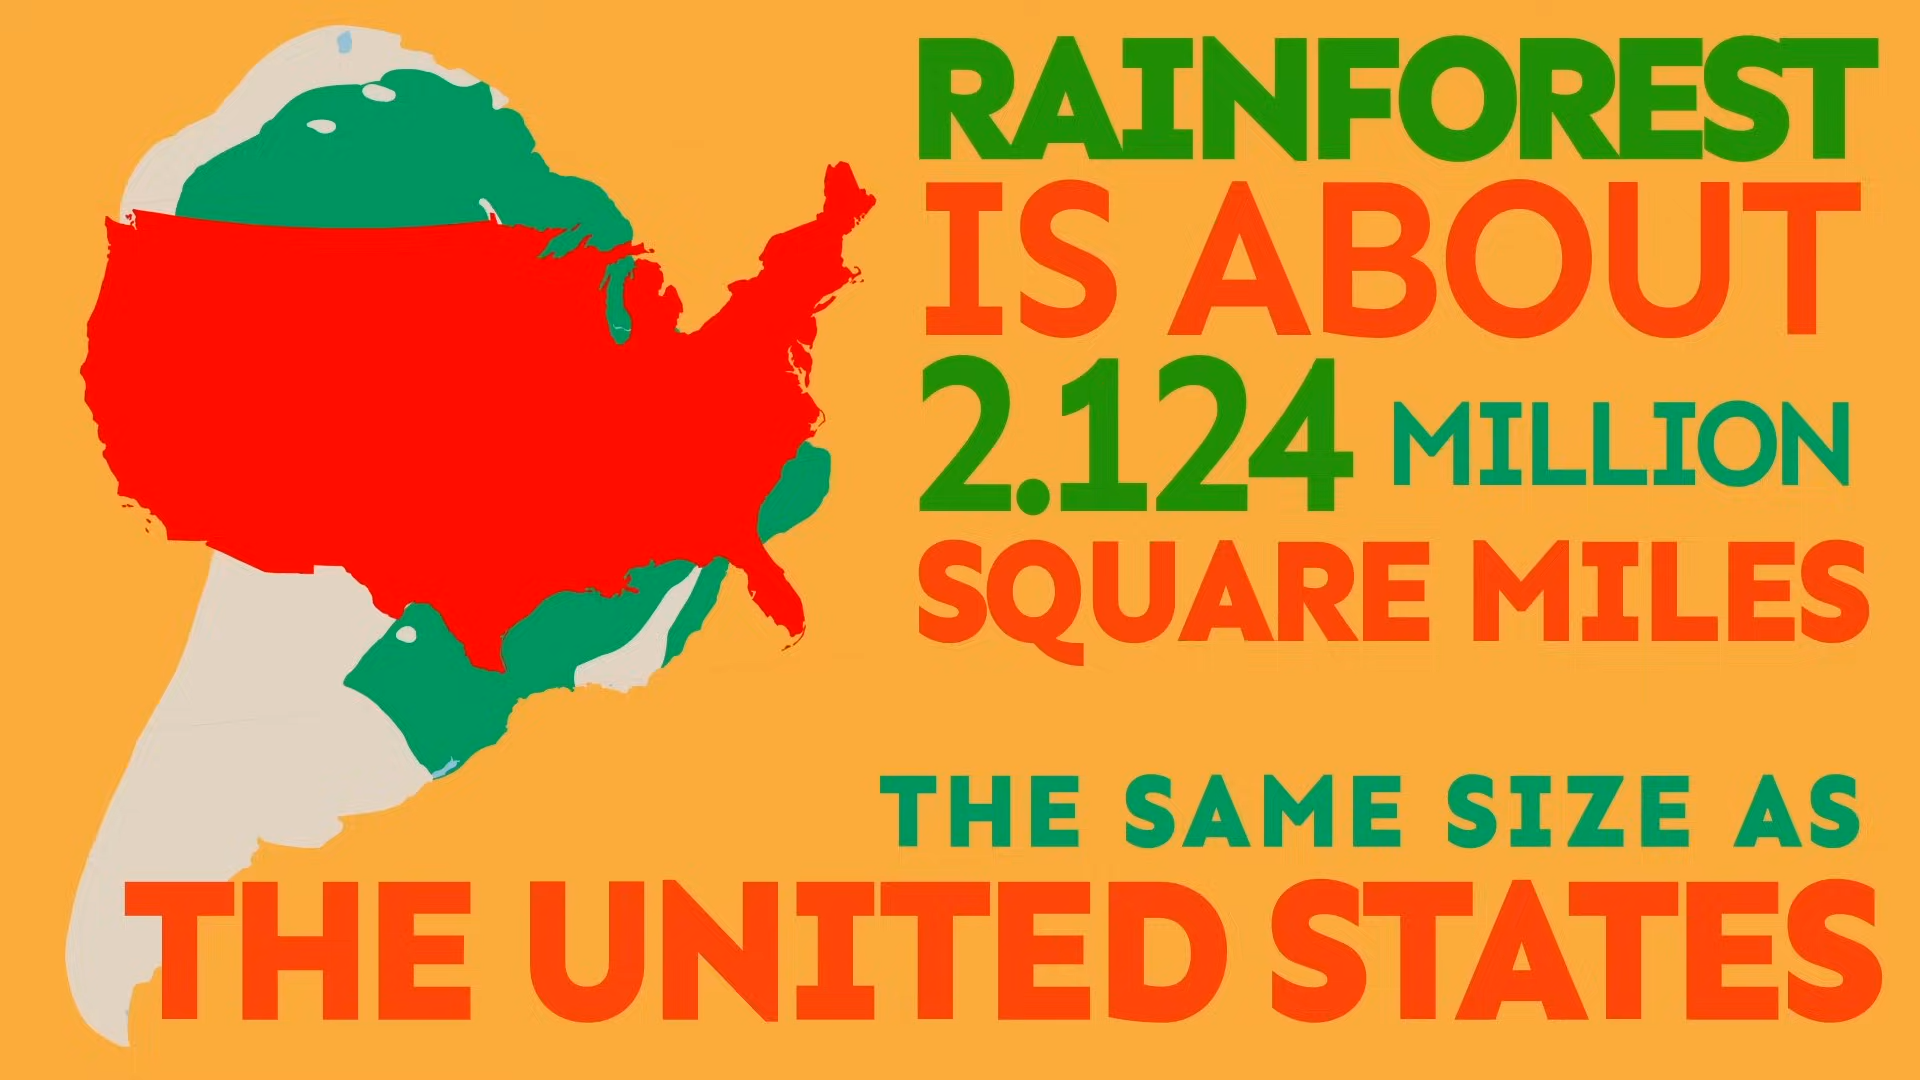 RAINFOREST
IS ABOUT
2.124 MILLION
SQUARE MILES
THE SAME SIZE AS
THE UNITED STATES